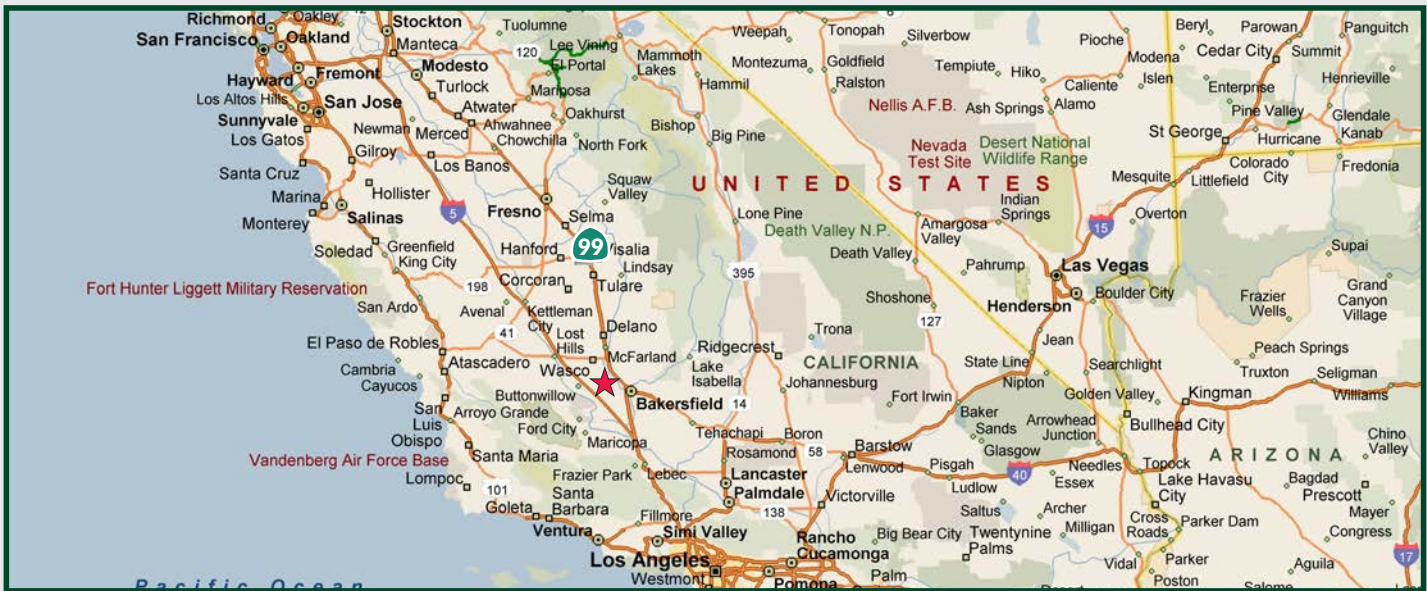 Richmond
Oakley
Stockton
Tuolumne
6
Weepah
Tonopah
Silverbow
Pioche
Beryl
Parowan
Panguitch
San Francisco
Oakland
Manteca
120
Lee Vining
Mammoth
Lakes
Montezuma
Goldfield
Tempiute
Hiko
Modena
Cedar City
Summit
Hayward
Fremont
Modesto
El Portal
Hammil
Ralston
Caliente
Islen
Enterprise
Henrieville
Los Altos Hills
San Jose
Turlock
Mariposa
Nellis A.F.B.
Ash Springs
Alamo
Pine Valley
Glendale
Sunnyvale
Atwater
Oakhurst
Bishop
Big Pine
St George
Hurricane
Kanab
Los Gatos
Newman
Merced
Ahwahnee
Chowchilla
North Fork
Nevada
Test Site
Desert National
Wildlife Range
Colorado
City
Fredonia
Gilroy
Los Banos
Santa Cruz
Squaw
Valley
UNITED STATES
Mesquite
Littlefield
Marina
Hollister
Fresno
Indian
Springs
Monterey
Salinas
5
Selma
Lone Pine
Death Valley N.P.
Amargosa
Valley
15
Overton
Soledad
Greenfield
King City
Hanford
99
Visalia
Death Valley
Supai
Lindsay
395
Pahrump
Las Vegas
Fort Hunter Liggett Military Reservation
198
Corcoran
Tulare
Shoshone
Henderson
Boulder City
Frazier
Wells
Grand
Canyon
Village
San Ardo
Avenal
Kettleman
City
127
41
Lost
Hills
Delano
Trona
Jean
El Paso de Robles
Atascadero
McFarland
Ridgecrest
CALIFORNIA
State Line
Searchlight
Peach Springs
Cambria
Cayucos
Wasco
Lake
Isabella
Johannesburg
Nipton
Truxton
Seligman
Buttonwillow
Bakersfield
14
Fort Irwin
Golden Valley
Kingman
Williams
San
Luis
Obispo
Arroyo Grande
Ford City
Baker
Sands
Arrowhead
Junction
Bullhead City
Maricopa
Tehachapi
Boron
Barstow
Glasgow
Chino
Valley
Vandenberg Air Force Base
Santa Maria
Rosamond
58
Lenwood
Pisgah
40
Needles
Topock
ARIZONA
Lompoc
Frazier Park
Lebec
Lancaster
Essex
Lake Havasu
City
Bagdad
101
Santa
Barbara
Palmdale
Victorville
Ludlow
Prescott
Goleta
Fillmore
138
Saltus
Archer
Cross
Roads
Parker Dam
Mayer
Ventura
Simi Valley
Big Bear City
Twentynine
Palms
Milligan
Congress
Los Angeles
Rancho
Cucamonga
Vidal
Parker
17
Westmont
Pomona
Palm
Poston
Aguila
Pacific Ocean